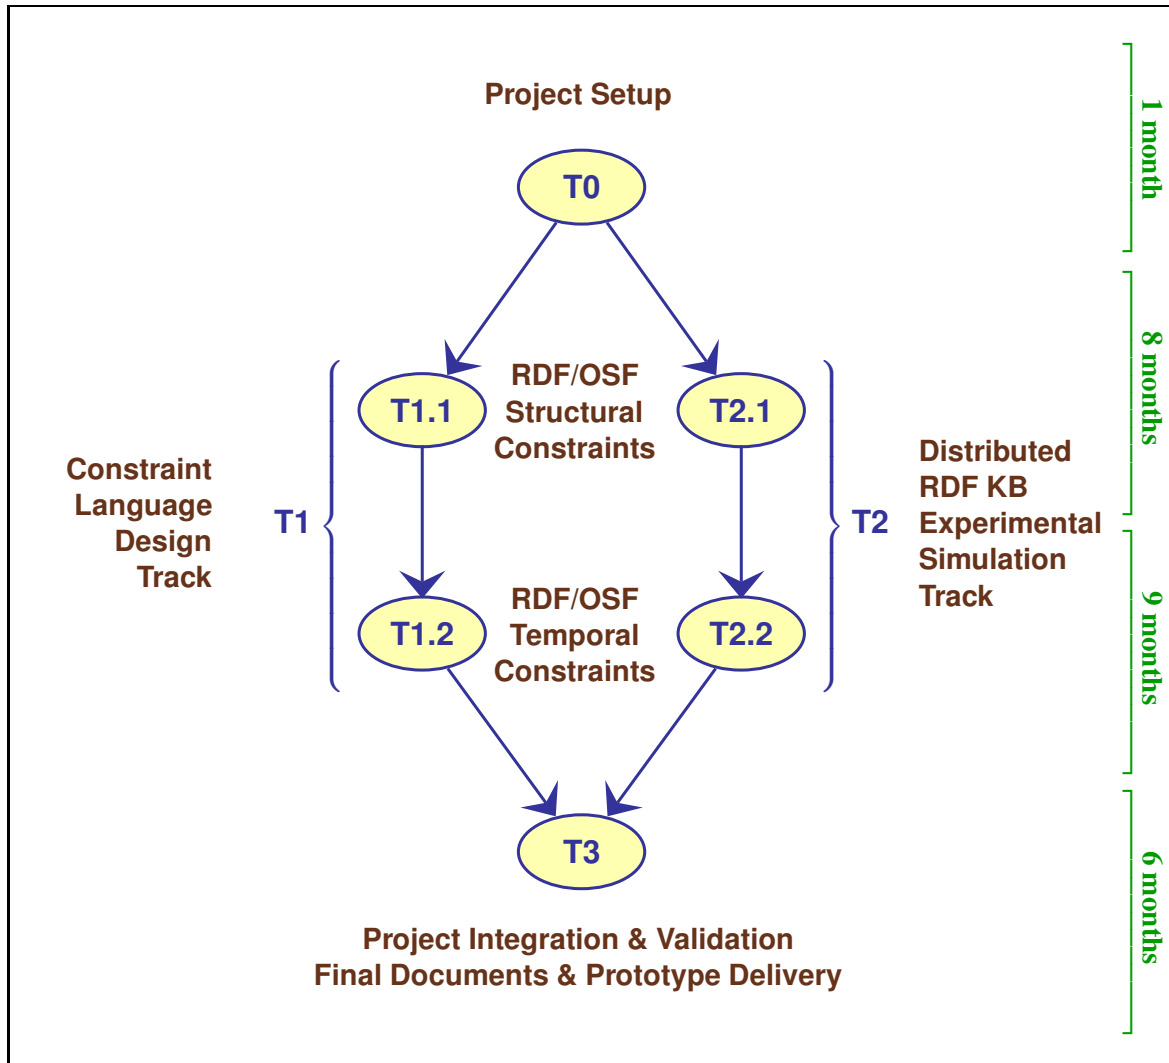 Project Setup
1 month
T0
8 months
T1.1
RDF/OSF
Structural
Constraints
T2.1
Constraint
Language
Design
Track
T1
T2
Distributed
RDF KB
Experimental
Simulation
Track
9 months
T1.2
RDF/OSF
Temporal
Constraints
T2.2
6 months
T3
Project Integration & Validation
Final Documents & Prototype Delivery